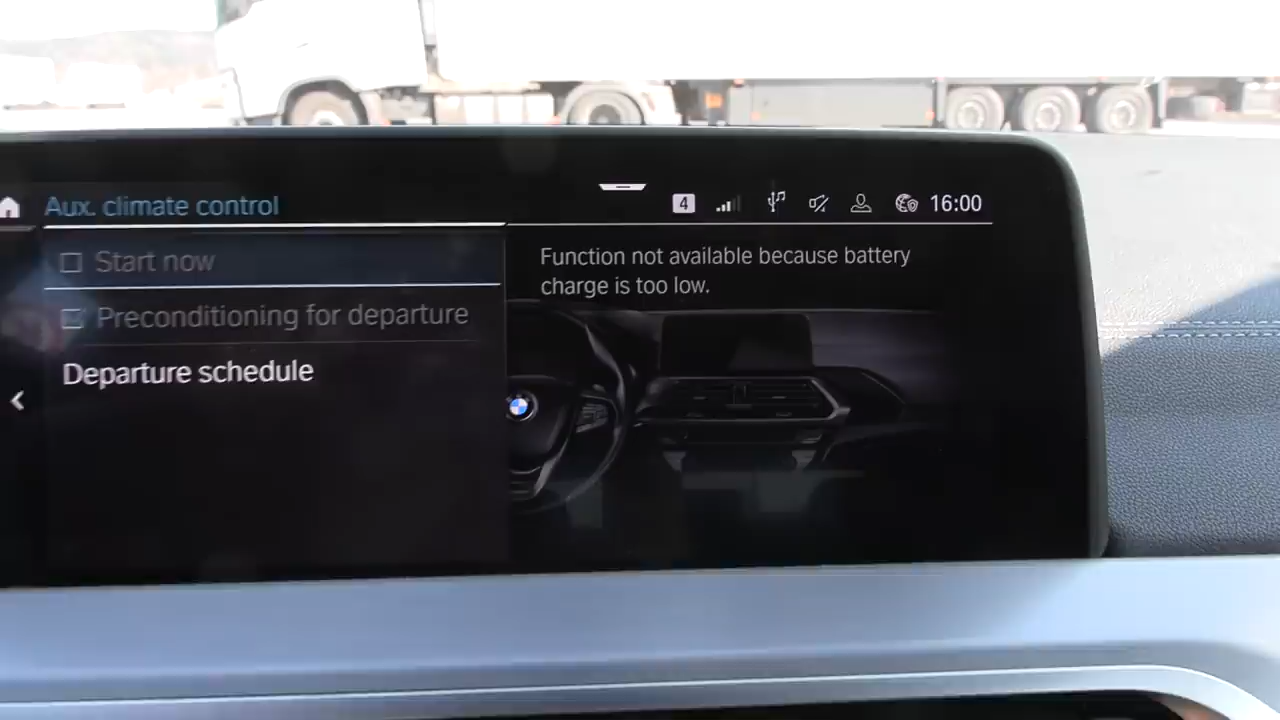 Aux. climate control
4
16:00
Start now
Preconditioning for departure
Departure schedule
Function not available because battery
charge is too low.